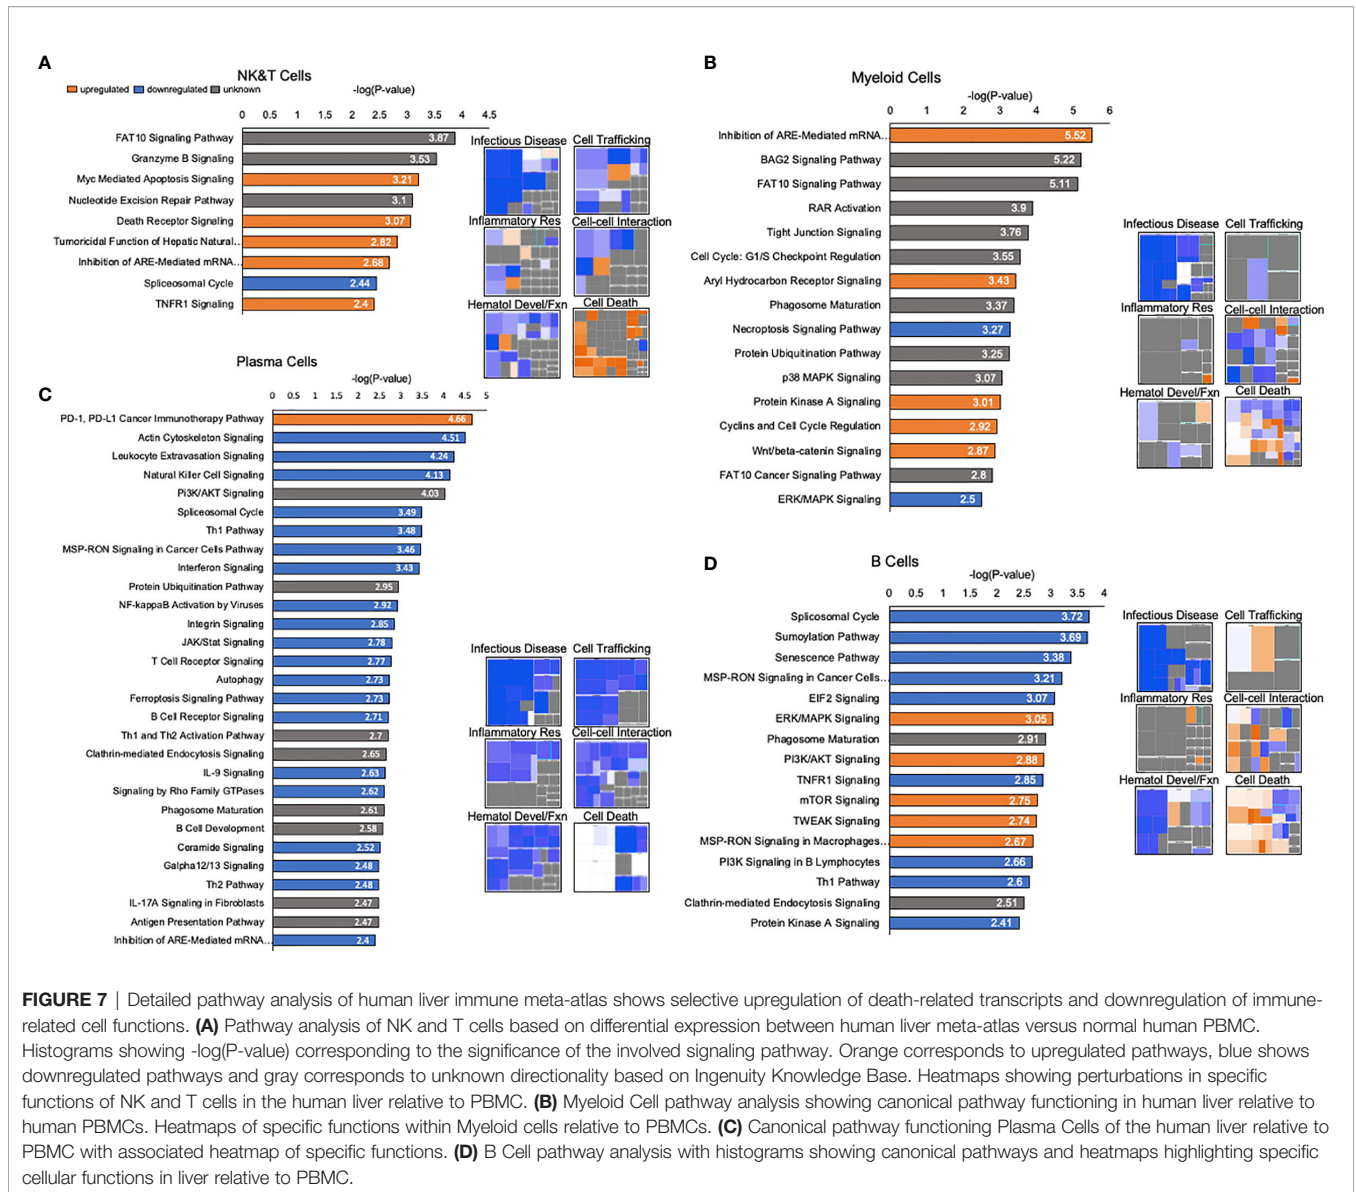 A
NK&T Cells
upregulated downregulated unknown
-log(P-value)
0 0.5 1 1.5 2 2.5 3 3.5 4 4.5
FAT10 Signaling Pathway 3.87
Granzyme B Signaling 3.53
Myc Mediated Apoptosis Signaling 3.21
Nucleotide Excision Repair Pathway 3.1
Death Receptor Signaling 3.07
Tumoricidal Function of Hepatic Natural... 2.82
Inhibition of ARE-Mediated mRNA... 2.68
Spliceosomal Cycle 2.44
TNFR1 Signaling 2.4
Infectious Disease Cell Trafficking
Inflammatory Res Cell-cell Interaction
Hematol Devel/Fxn Cell Death
B
Myeloid Cells
-log(P-value)
0 1 2 3 4 5 6
Inhibition of ARE-Mediated mRNA... 5.52
BAG2 Signaling Pathway 5.22
FAT10 Signaling Pathway 5.11
RAR Activation 3.9
Tight Junction Signaling 3.76
Cell Cycle: G1/S Checkpoint Regulation 3.55
Aryl Hydrocarbon Receptor Signaling 3.43
Phagosome Maturation 3.37
Necroptosis Signaling Pathway 3.27
Protein Ubiquitination Pathway 3.25
p38 MAPK Signaling 3.07
Protein Kinase A Signaling 3.01
Cyclins and Cell Cycle Regulation 2.92
Wnt/beta-catenin Signaling 2.87
FAT10 Cancer Signaling Pathway 2.8
ERK/MAPK Signaling 2.5
Infectious Disease Cell Trafficking
Inflammatory Res Cell-cell Interaction
Hematol Devel/Fxn Cell Death
Plasma Cells
C
-log(P-value)
0 0.5 1 1.5 2 2.5 3 3.5 4 4.5 5
PD-1, PD-L1 Cancer Immunotherapy Pathway 4.66
Actin Cytoskeleton Signaling 4.51
Leukocyte Extravasation Signaling 4.24
Natural Killer Cell Signaling 4.13
Pi3K/AKT Signaling 4.03
Spliceosomal Cycle 3.49
Th1 Pathway 3.48
MSP-RON Signaling in Cancer Cells Pathway 3.46
Interferon Signaling 3.43
Protein Ubiquitination Pathway 2.95
NF-kappaB Activation by Viruses 2.92
Integrin Signaling 2.85
JAK/Stat Signaling 2.78
T Cell Receptor Signaling 2.77
Autophagy 2.73
Ferroptosis Signaling Pathway 2.73
B Cell Receptor Signaling 2.71
Th1 and Th2 Activation Pathway 2.7
Clathrin-mediated Endocytosis Signaling 2.65
IL-9 Signaling 2.63
Signaling by Rho Family GTPases 2.62
Phagosome Maturation 2.61
B Cell Development 2.58
Ceramide Signaling 2.52
Galpha12/13 Signaling 2.48
Th2 Pathway 2.48
IL-17A Signaling in Fibroblasts 2.47
Antigen Presentation Pathway 2.47
Inhibition of ARE-Mediated mRNA... 2.4
Infectious Disease Cell Trafficking
Inflammatory Res Cell-cell Interaction
Hematol Devel/Fxn Cell Death
D
B Cells
-log(P-value)
0 0.5 1 1.5 2 2.5 3 3.5 4
Splicosomal Cycle 3.72
Sumoylation Pathway 3.69
Senescence Pathway 3.38
MSP-RON Signaling in Cancer Cells... 3.21
EIF2 Signaling 3.07
ERK/MAPK Signaling 3.05
Phagosome Maturation 2.91
PI3K/AKT Signaling 2.88
TNFR1 Signaling 2.85
mTOR Signaling 2.75
TWEAK Signaling 2.74
MSP-RON Signaling in Macrophages... 2.67
PI3K Signaling in B Lymphocytes 2.66
Th1 Pathway 2.6
Clathrin-mediated Endocytosis Signaling 2.51
Protein Kinase A Signaling 2.41
Infectious Disease Cell Trafficking
Inflammatory Res Cell-cell Interaction
Hematol Devel/Fxn Cell Death
FIGURE 7 | Detailed pathway analysis of human liver immune meta-atlas shows selective upregulation of death-related transcripts and downregulation of immune-
related cell functions. (A) Pathway analysis of NK and T cells based on differential expression between human liver meta-atlas versus normal human PBMC.
Histograms showing -log(P-value) corresponding to the significance of the involved signaling pathway. Orange corresponds to upregulated pathways, blue shows
downregulated pathways and gray corresponds to unknown directionality based on Ingenuity Knowledge Base. Heatmaps showing perturbations in specific
functions of NK and T cells in the human liver relative to PBMC. (B) Myeloid Cell pathway analysis showing canonical pathway functioning in human liver relative to
human PBMCs. Heatmaps of specific functions within Myeloid cells relative to PBMCs. (C) Canonical pathway functioning Plasma Cells of the human liver relative to
PBMC with associated heatmap of specific functions. (D) B Cell pathway analysis with histograms showing canonical pathways and heatmaps highlighting specific
cellular functions in liver relative to PBMC.